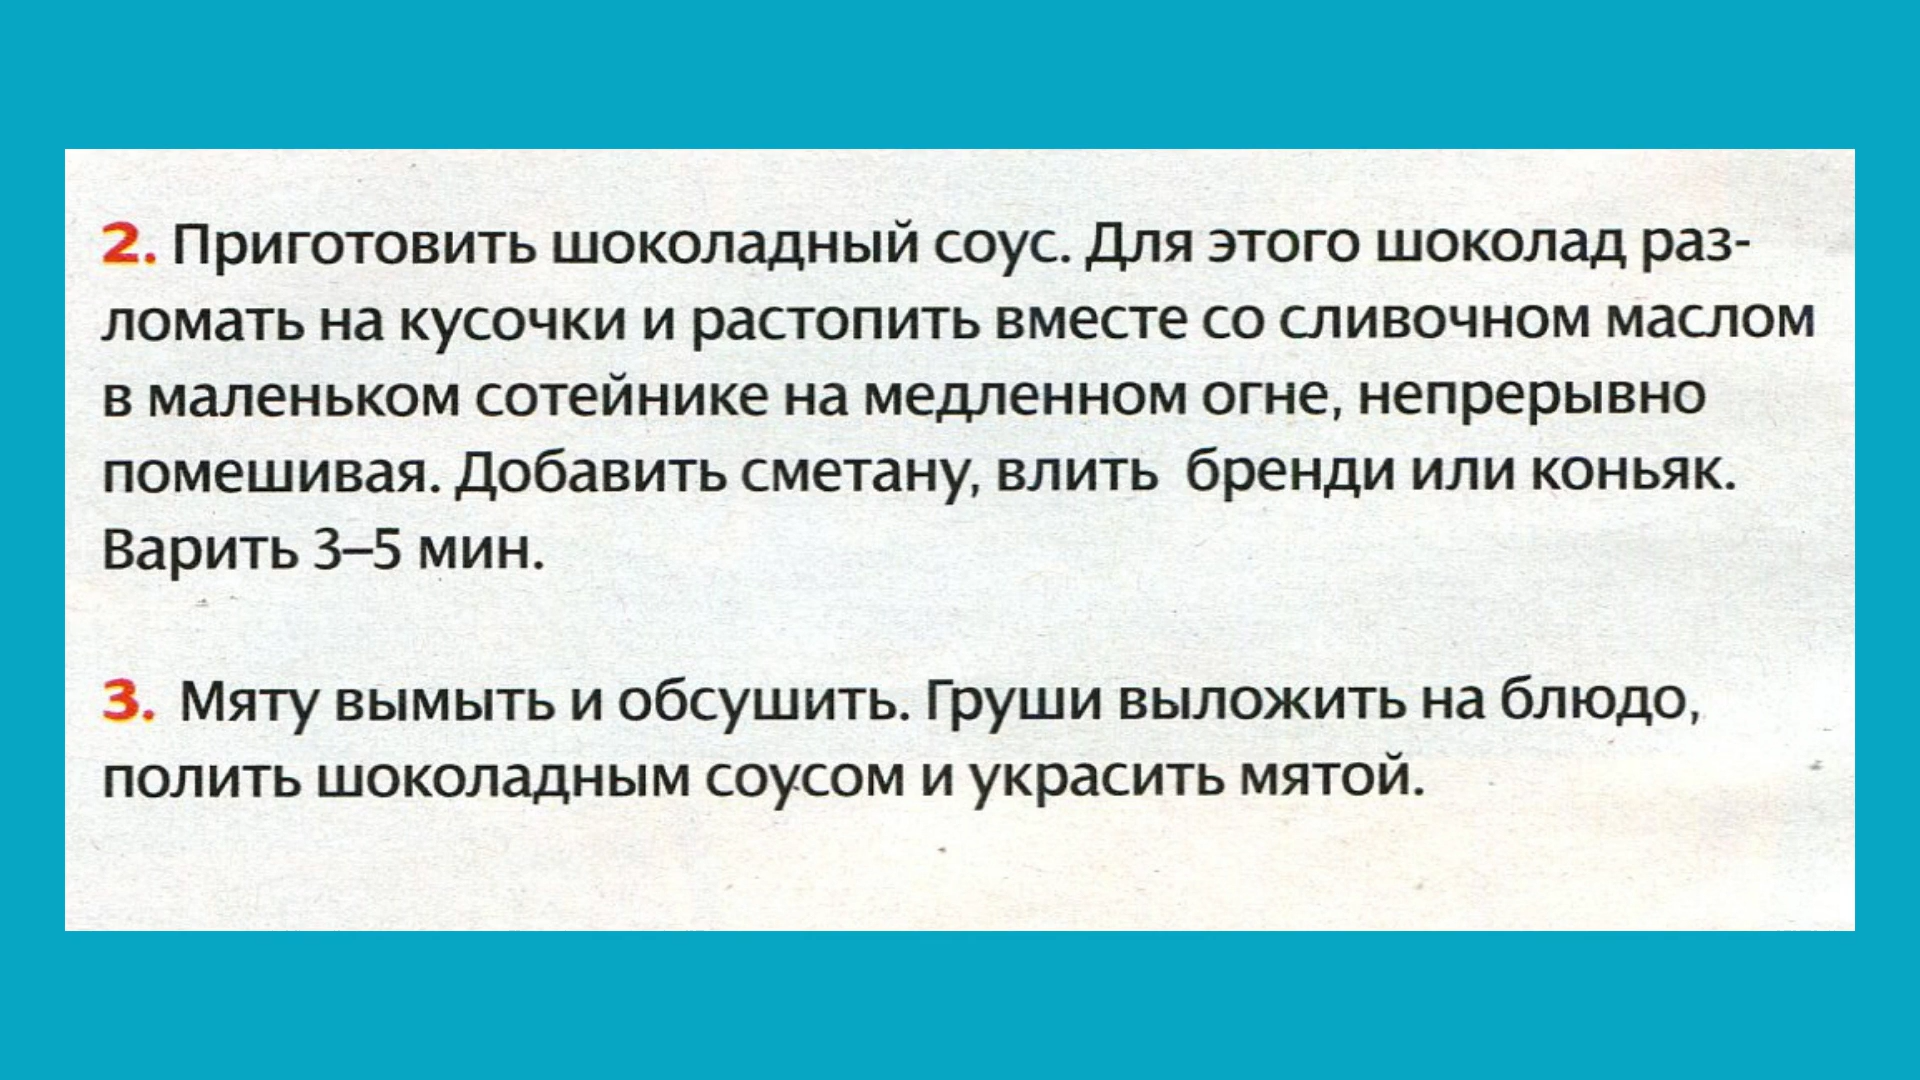 2. Приготовить шоколадный соус. Для этого шоколад раз-
ломать на кусочки и растопить вместе со сливочном маслом
в маленьком сотейнике на медленном огне, непрерывно
помешивая. Добавить сметану, влить бренди или коньяк.
Варить 3–5 мин.
3. Мяту вымыть и обсушить. Груши выложить на блюдо,
полить шоколадным соусом и украсить мятой.